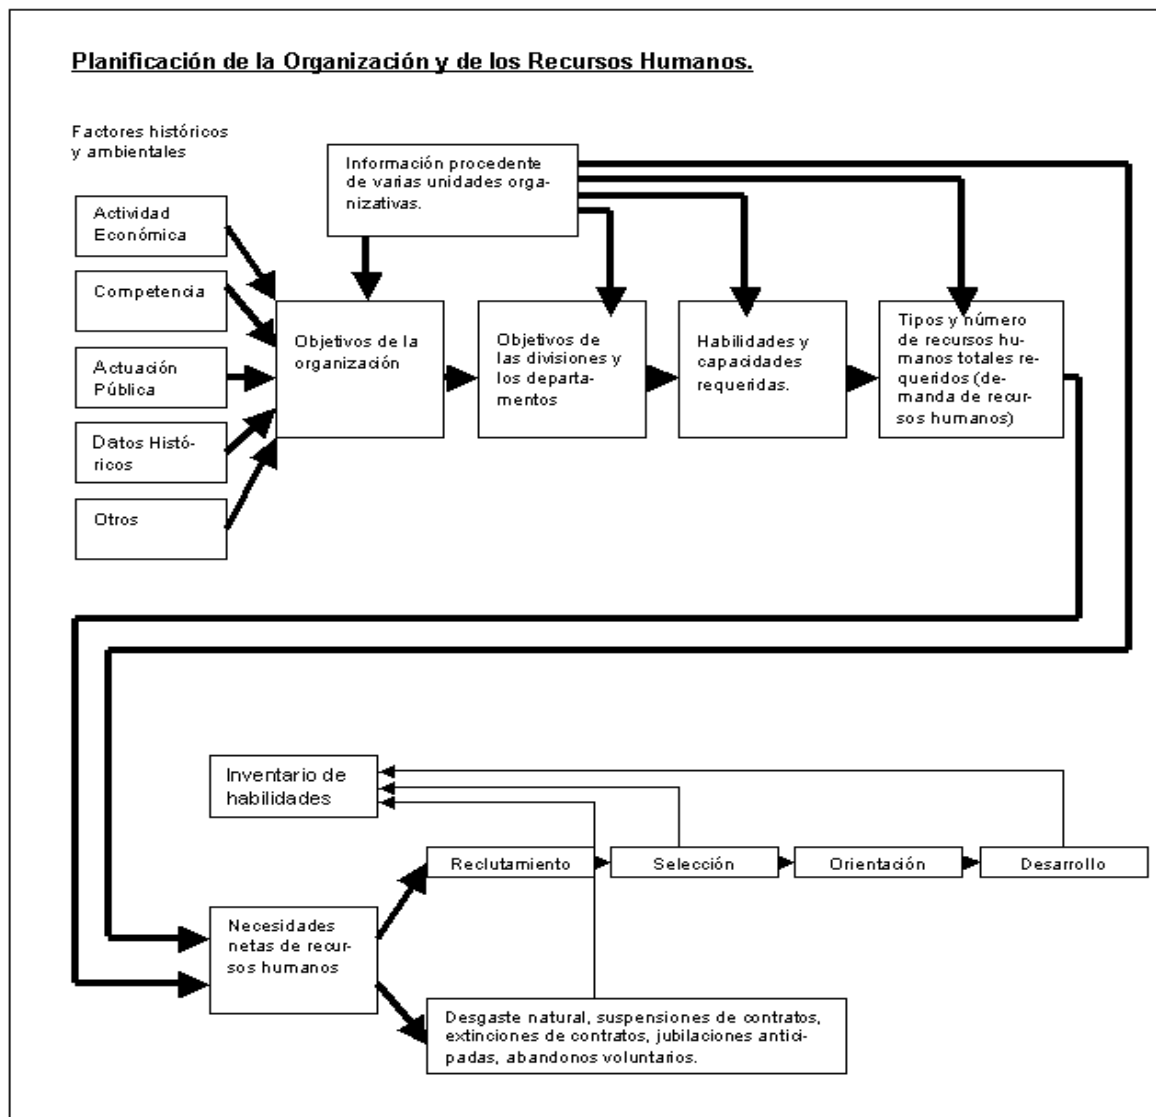 Planificación de la Organización y de los Recursos Humanos.
Factores históricos
y ambientales
Información procedente
de varias unidades orga-
nizativas.
Actividad
Económica
Competencia
Actuación
Pública
Datos Histó-
ricos
Otros
Objetivos de la
organización
Objetivos de
las divisiones y
los departa-
mentos
Habilidades y
capacidades
requeridas.
Tipos y número
de recursos hu-
manos totales re-
queridos (de-
manda de recur-
sos humanos)
Inventario de
habilidades
Reclutamiento
Selección
Orientación
Desarrollo
Necesidades
netas de recur-
sos humanos
Desgaste natural, suspensiones de contratos,
extinciones de contratos, jubilaciones antici-
padas, abandonos voluntarios.